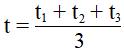 t = (t₁ + t₂ + t₃) / 3